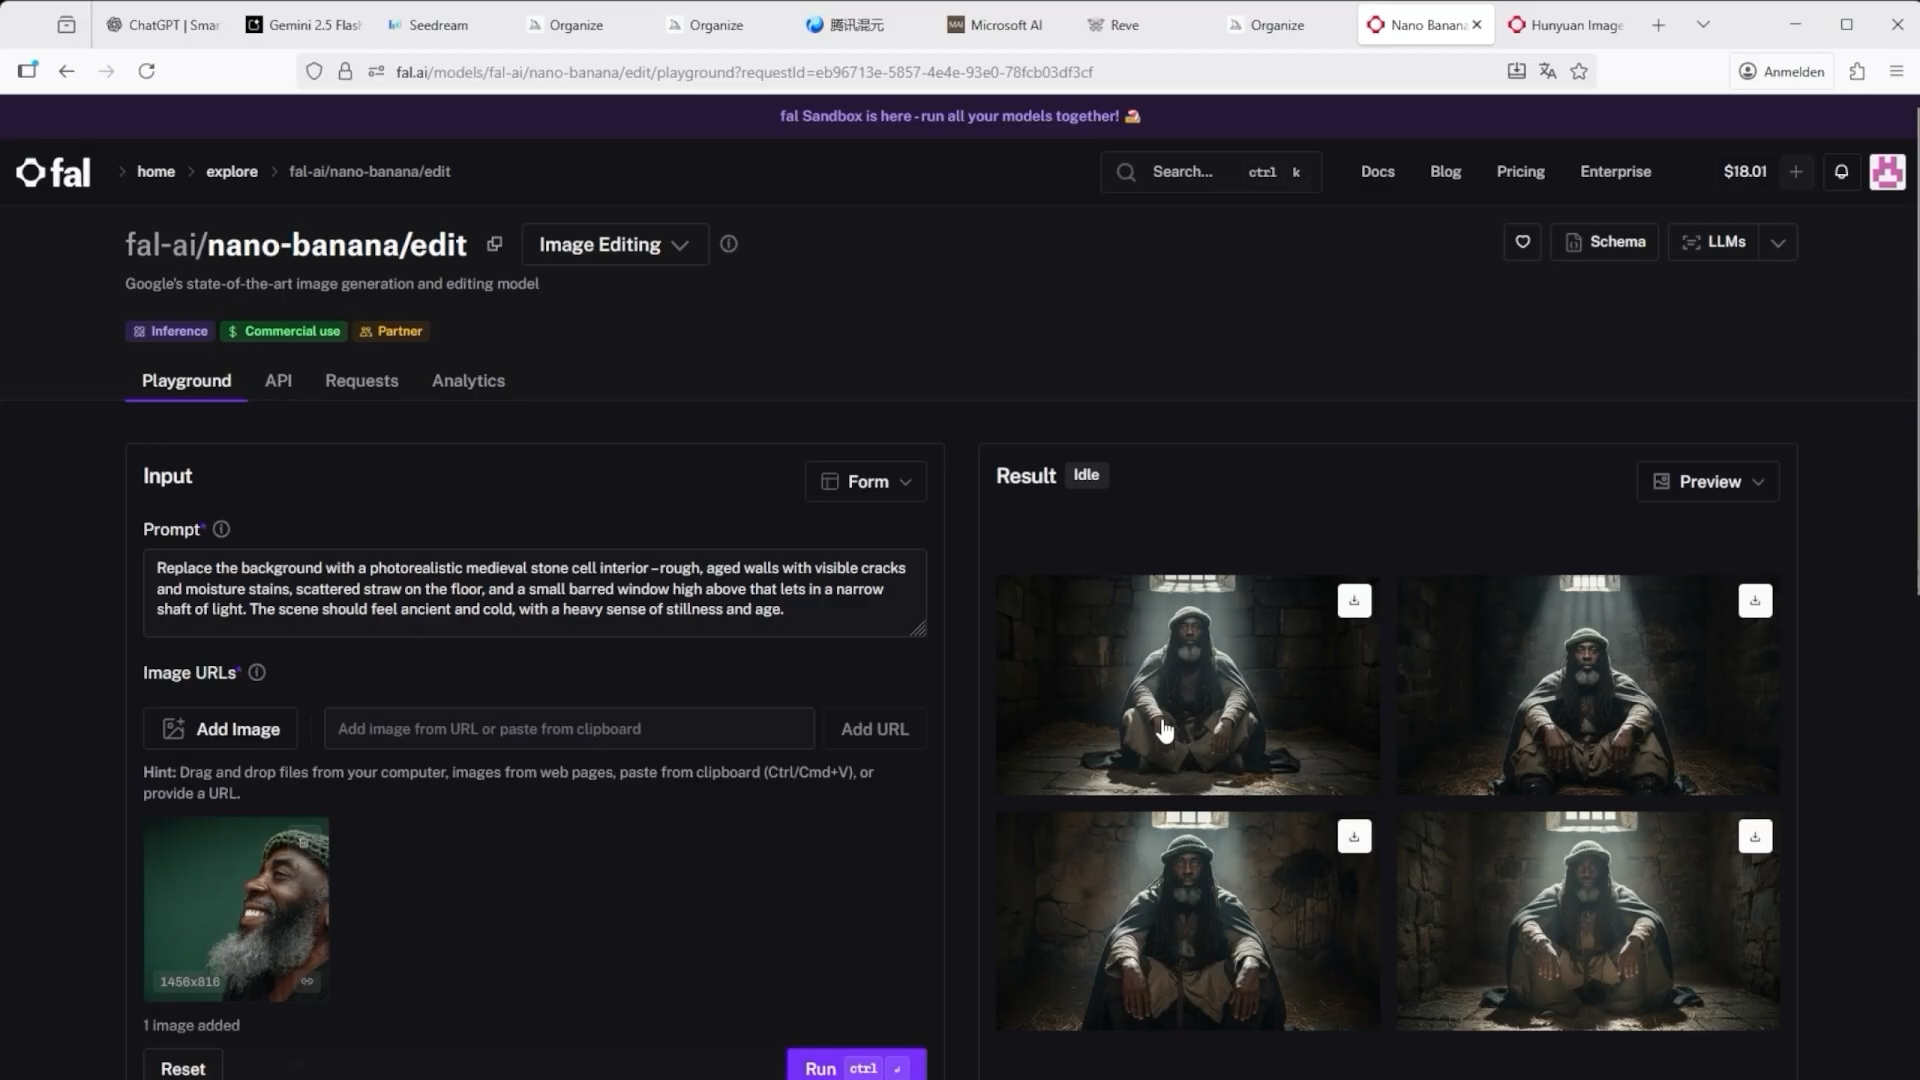 ChatGPT | Smar
Gemini 2.5 Flas
Seedream
Organize
Organize
腾讯混元
MAI Microsoft AI
Reve
Organize
Nano Banana
Hunyuan Image
fal.ai/models/fal-ai/nano-banana/edit/playground?requestId=eb96713e-5857-4e4e-93e0-78fcb03df3cf
Anmelden
fal Sandbox is here - run all your models together!
fal
home
explore
fal-ai/nano-banana/edit
Search... ctrl k
Docs
Blog
Pricing
Enterprise
$18.01
fal-ai/nano-banana/edit
Image Editing
Schema
LLMs
Google's state-of-the-art image generation and editing model
Inference
$ Commercial use
Partner
Playground
API
Requests
Analytics
Input
Form
Prompt*
Replace the background with a photorealistic medieval stone cell interior – rough, aged walls with visible cracks
and moisture stains, scattered straw on the floor, and a small barred window high above that lets in a narrow
shaft of light. The scene should feel ancient and cold, with a heavy sense of stillness and age.
Image URLs*
Add Image
Add image from URL or paste from clipboard
Add URL
Hint: Drag and drop files from your computer, images from web pages, paste from clipboard (Ctrl/Cmd+V), or
provide a URL.
1456x816
1 image added
Reset
Run ctrl
Result
Idle
Preview